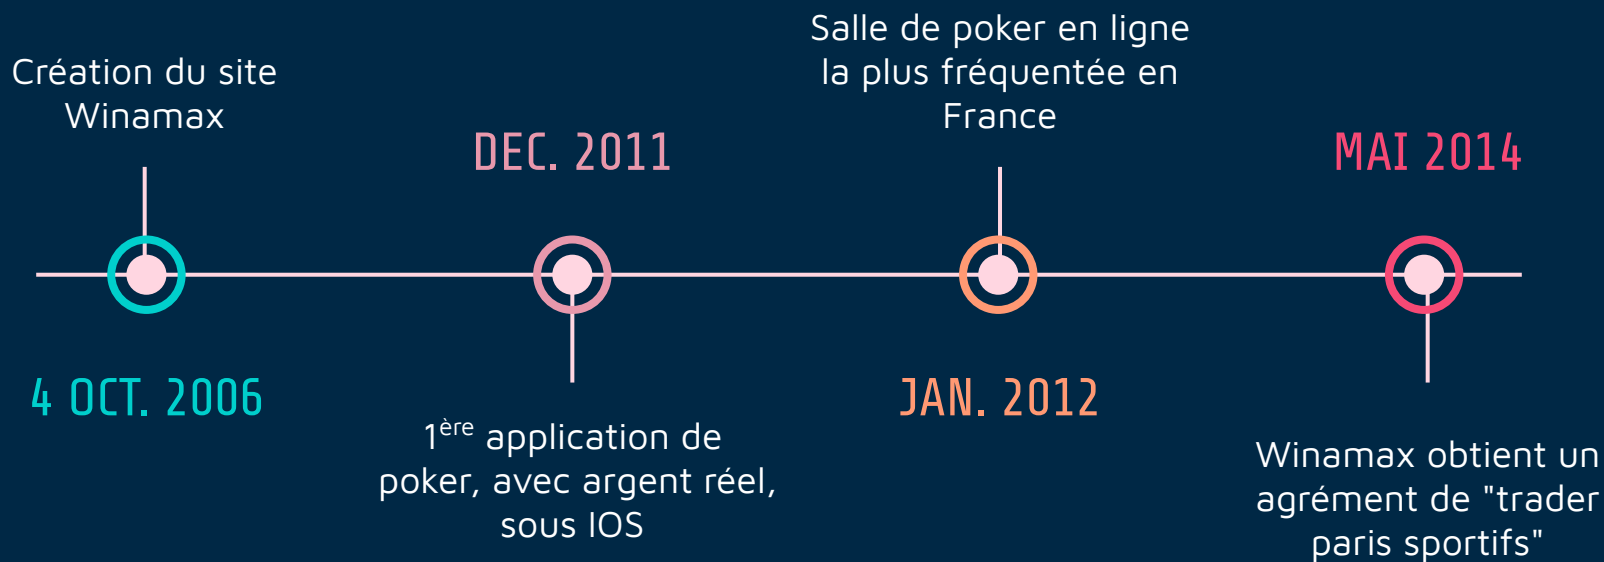 Création du site
Winamax
4 OCT. 2006
DEC. 2011
1ère application de
poker, avec argent réel,
sous IOS
Salle de poker en ligne
la plus fréquentée en
France
JAN. 2012
MAI 2014
Winamax obtient un
agrément de "trader
paris sportifs"